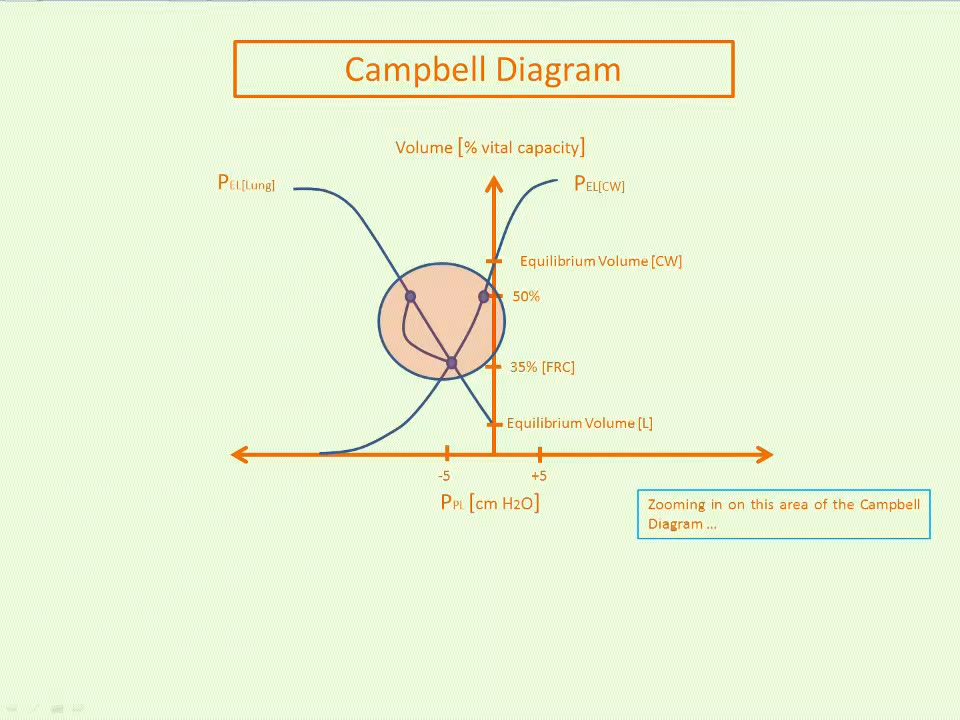 Campbell Diagram
Volume [% vital capacity]
PEL[Lung]
PEL[CW]
Equilibrium Volume [CW]
50%
35% [FRC]
Equilibrium Volume [L]
-5
+5
PPL [cm H2O]
Zooming in on this area of the Campbell
Diagram ...